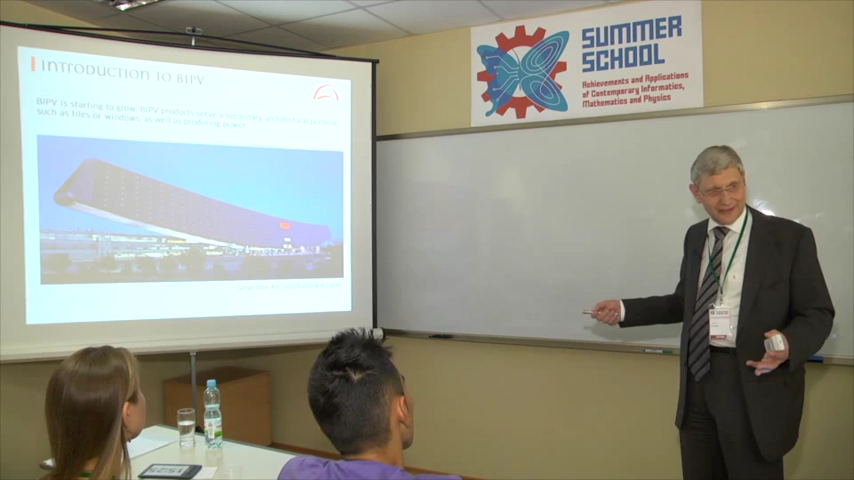 INTRODUCTION TO BIPV
BIPV is starting to grow. BIPV products serve a secondary architectural purpose,
such as tiles or windows, as well as producing power.
SUMMER
SCHOOL
Achievements and Applications
of Contemporary Informatics,
Mathematics and Physics